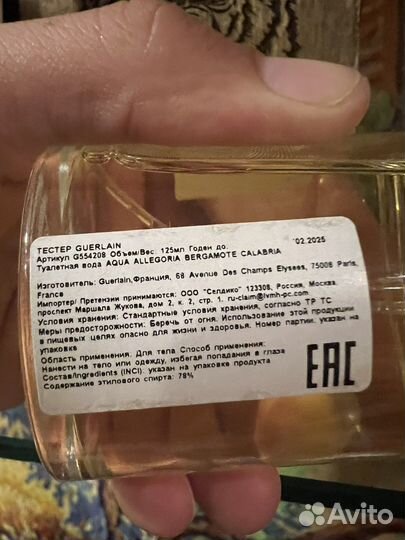 ТЕСТЕР GUERLAIN
Артикул G554208 Объем/Вес. 125мл Годен до. 02.2025
Туалетная вода AQUA ALLEGORIA BERGAMOTE CALABRIA
Изготовитель: Guerlain,Франция, 68 Avenue Des Champs Elysees, 75008 Paris,
France
Импортер/ Претензии принимаются: ООО "Селдико" 123308, Россия, Москва,
проспект Маршала Жукова, дом 2, к. 2, стр. 1. ru-claim@lvmh-pc.com
Условия хранения: Стандартные условия хранения, согласно ТР ТС
Меры предосторожности: Беречь от огня. Использование этой продукции
в пищевых целях опасно для жизни и здоровья. Номер партии: указан на
упаковке
Область применения. Для тела Способ применения:
Нанести на тело или одежду, избегая попадания в глаза
Состав/Ingredients (INCI). указан на упаковке продукта
Содержание этилового спирта: 78%
EAC
Avito